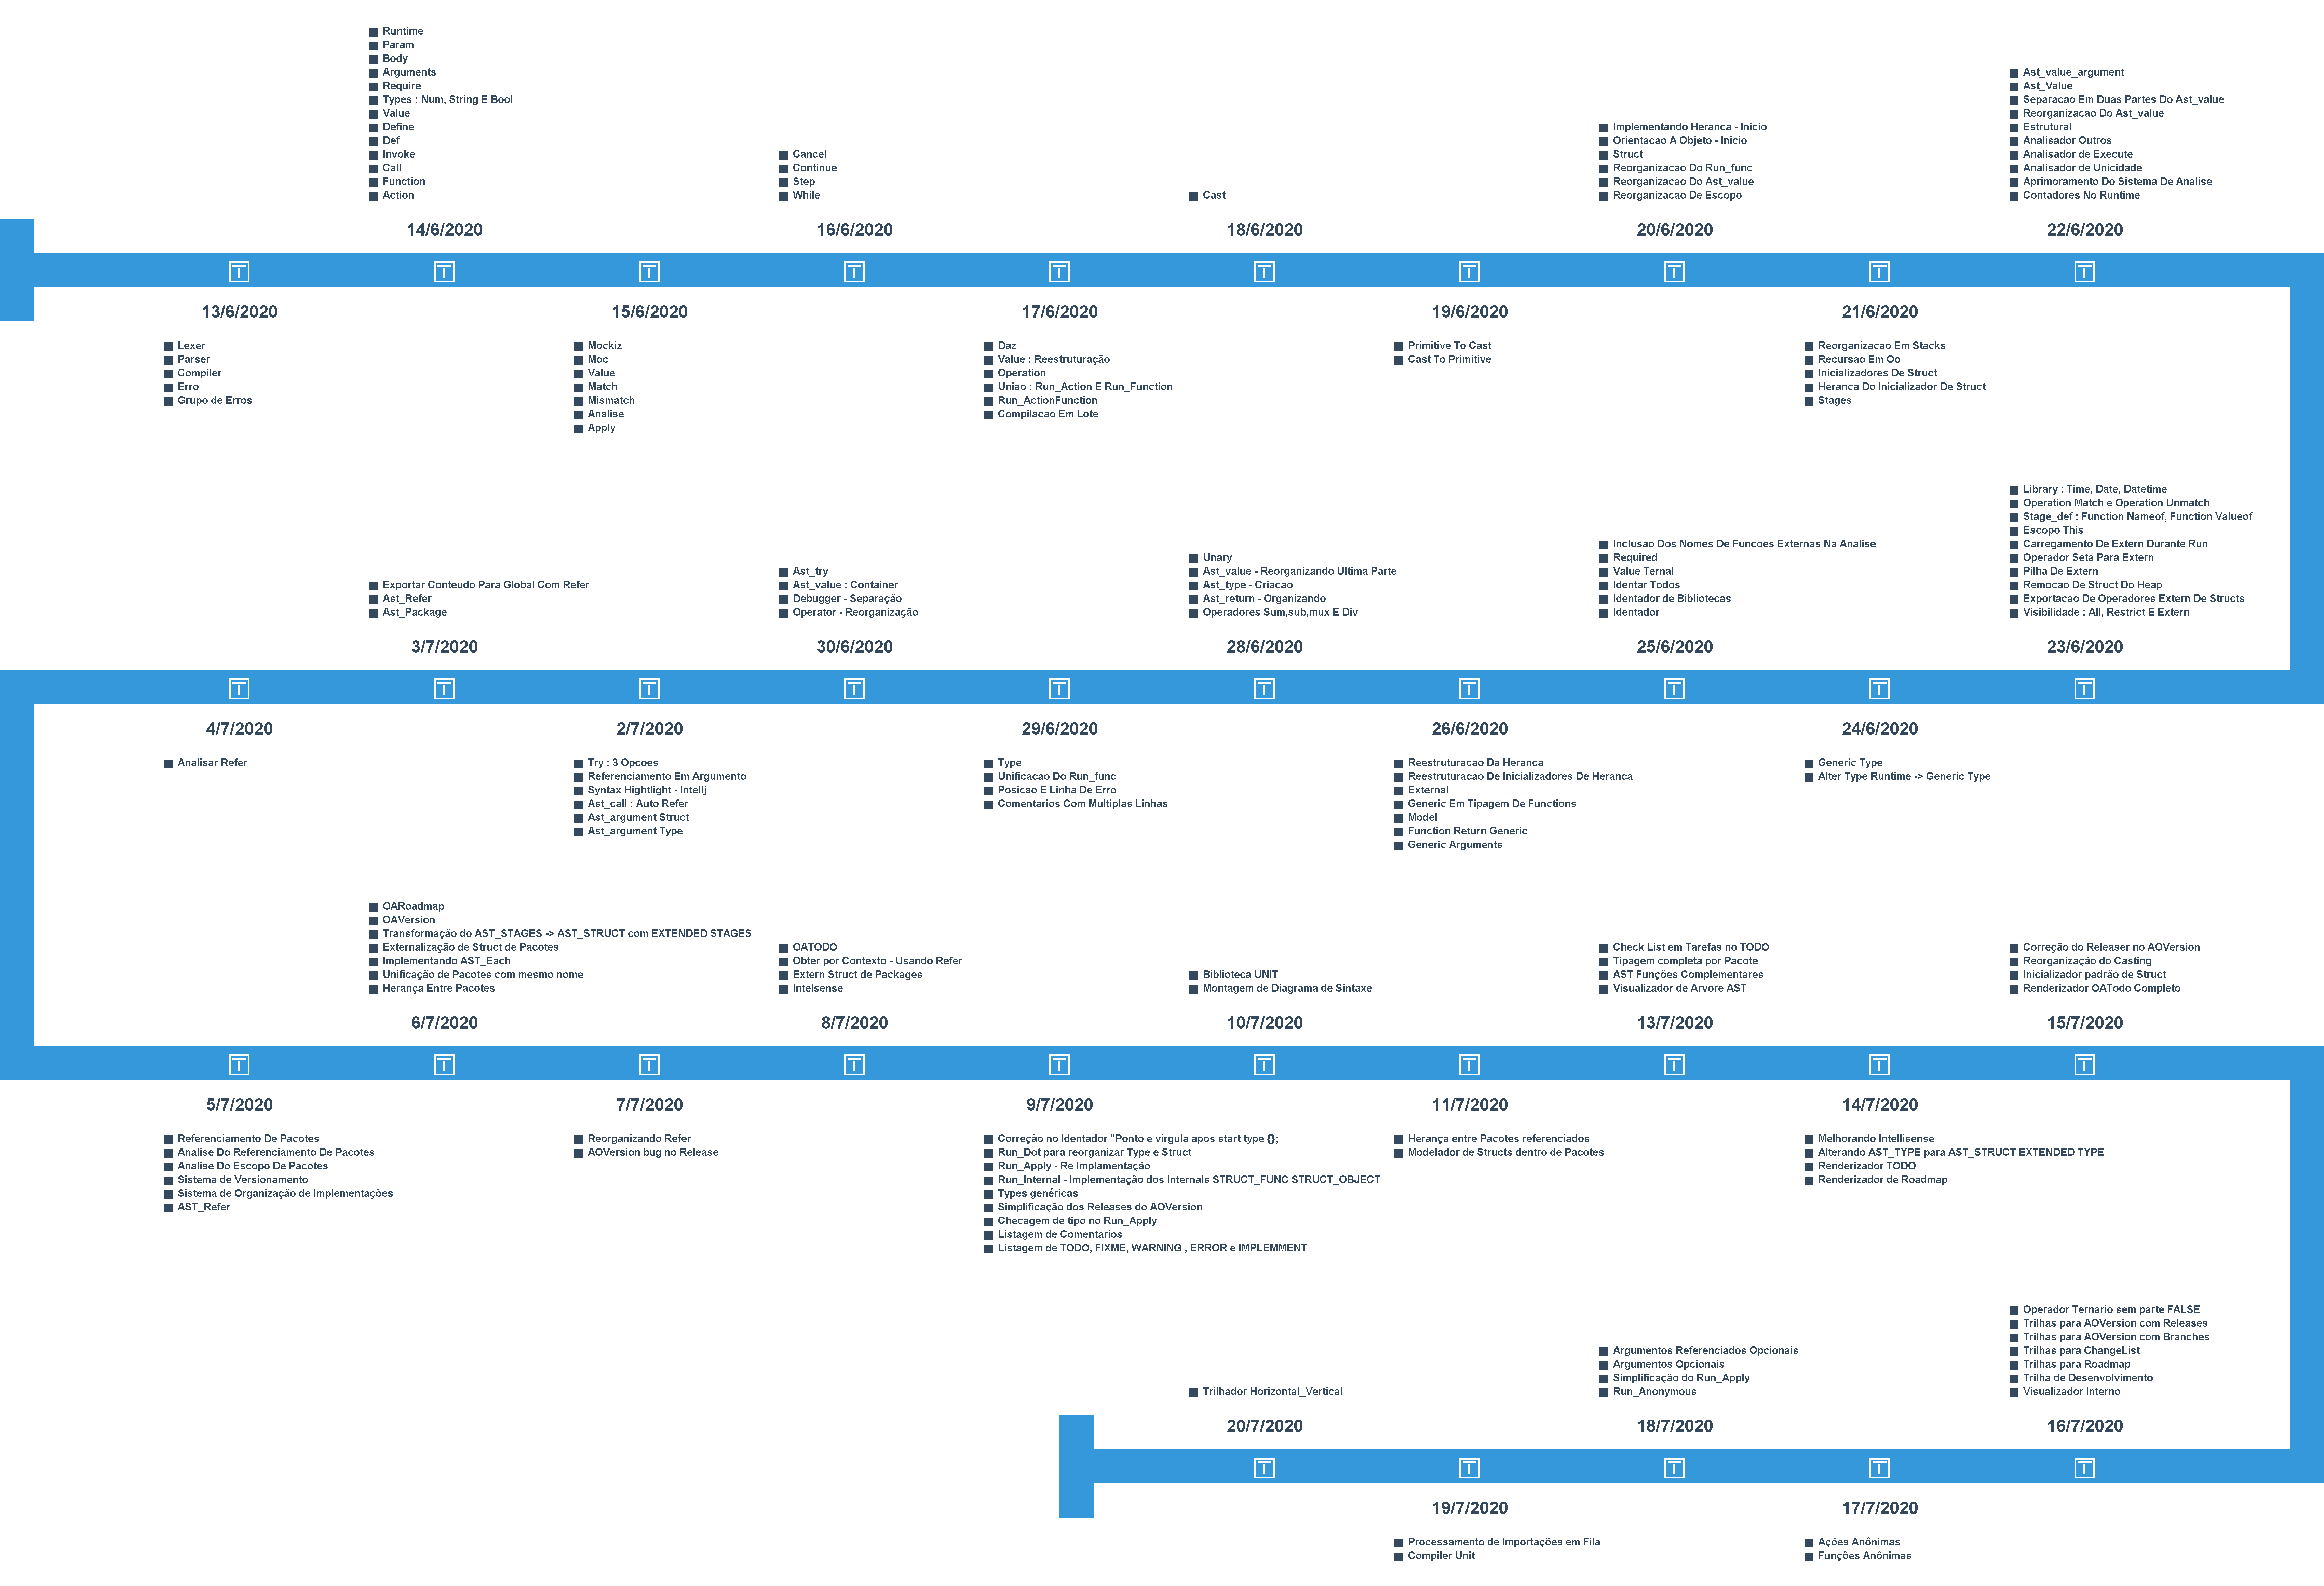 Runtime
Param
Body
Arguments
Require
Types : Num, String E Bool
Value
Define
Def
Invoke
Call
Function
Action
14/6/2020
Cancel
Continue
Step
While
16/6/2020
Cast
18/6/2020
Implementando Heranca - Inicio
Orientacao A Objeto - Inicio
Struct
Reorganizacao Do Run_func
Reorganizacao Do Ast_value
Reorganizacao De Escopo
20/6/2020
Ast_value_argument
Ast_Value
Separacao Em Duas Partes Do Ast_value
Reorganizacao Do Ast_value
Estrutural
Analisador Outros
Analisador de Execute
Analisador de Unicidade
Aprimoramento Do Sistema De Analise
Contadores No Runtime
22/6/2020
13/6/2020
Lexer
Parser
Compiler
Erro
Grupo de Erros
15/6/2020
Mockiz
Moc
Value
Match
Mismatch
Analise
Apply
17/6/2020
Daz
Value : Reestruturação
Operation
Uniao : Run_Action E Run_Function
Run_ActionFunction
Compilacao Em Lote
19/6/2020
Primitive To Cast
Cast To Primitive
21/6/2020
Reorganizacao Em Stacks
Recursao Em Oo
Inicializadores De Struct
Heranca Do Inicializador De Struct
Stages
Exportar Conteudo Para Global Com Refer
Ast_Refer
Ast_Package
3/7/2020
Ast_try
Ast_value : Container
Debugger - Separação
Operator - Reorganização
30/6/2020
Unary
Ast_value - Reorganizando Ultima Parte
Ast_type - Criacao
Ast_return - Organizando
Operadores Sum,sub,mux E Div
28/6/2020
Inclusao Dos Nomes De Funcoes Externas Na Analise
Required
Value Ternal
Identar Todos
Identador de Bibliotecas
Identador
25/6/2020
Library : Time, Date, Datetime
Operation Match e Operation Unmatch
Stage_def : Function Nameof, Function Valueof
Escopo This
Carregamento De Extern Durante Run
Operador Seta Para Extern
Pilha De Extern
Remocao De Struct Do Heap
Exportacao De Operadores Extern De Structs
Visibilidade : All, Restrict E Extern
23/6/2020
4/7/2020
Analisar Refer
2/7/2020
Try : 3 Opcoes
Referenciamento Em Argumento
Syntax Hightlight - Intellj
Ast_call : Auto Refer
Ast_argument Struct
Ast_argument Type
29/6/2020
Type
Unificacao Do Run_func
Posicao E Linha De Erro
Comentarios Com Multiplas Linhas
26/6/2020
Reestruturacao Da Heranca
Reestruturacao De Inicializadores De Heranca
External
Generic Em Tipagem De Functions
Model
Function Return Generic
Generic Arguments
24/6/2020
Generic Type
Alter Type Runtime -> Generic Type
OARoadmap
OAVersion
Transformação do AST_STAGES -> AST_STRUCT com EXTENDED STAGES
Externalização de Struct de Pacotes
Implementando AST_Each
Unificação de Pacotes com mesmo nome
Herança Entre Pacotes
6/7/2020
OATODO
Obter por Contexto - Usando Refer
Extern Struct de Packages
Intelsense
8/7/2020
Biblioteca UNIT
Montagem de Diagrama de Sintaxe
10/7/2020
Check List em Tarefas no TODO
Tipagem completa por Pacote
AST Funções Complementares
Visualizador de Arvore AST
13/7/2020
Correção do Releaser no AOVersion
Reorganização do Casting
Inicializador padrão de Struct
Renderizador OATodo Completo
15/7/2020
5/7/2020
Referenciamento De Pacotes
Analise Do Referenciamento De Pacotes
Analise Do Escopo De Pacotes
Sistema de Versionamento
Sistema de Organização de Implementações
AST_Refer
7/7/2020
Reorganizando Refer
AOVersion bug no Release
9/7/2020
Correção no Identador "Ponto e virgula apos start type {};
Run_Dot para reorganizar Type e Struct
Run_Apply - Re Implamentação
Run_Internal - Implementação dos Internals STRUCT_FUNC STRUCT_OBJECT
Types genéricas
Simplificação dos Releases do AOVersion
Checagem de tipo no Run_Apply
Listagem de Comentarios
Listagem de TODO, FIXME, WARNING , ERROR e IMPLEMMENT
11/7/2020
Herança entre Pacotes referenciados
Modelador de Structs dentro de Pacotes
14/7/2020
Melhorando Intellisense
Alterando AST_TYPE para AST_STRUCT EXTENDED TYPE
Renderizador TODO
Renderizador de Roadmap
Trilhador Horizontal_Vertical
20/7/2020
Argumentos Referenciados Opcionais
Argumentos Opcionais
Simplificação do Run_Apply
Run_Anonymous
18/7/2020
Operador Ternario sem parte FALSE
Trilhas para AOVersion com Releases
Trilhas para AOVersion com Branches
Trilhas para ChangeList
Trilhas para Roadmap
Trilha de Desenvolvimento
Visualizador Interno
16/7/2020
19/7/2020
Processamento de Importações em Fila
Compiler Unit
17/7/2020
Ações Anônimas
Funções Anônimas